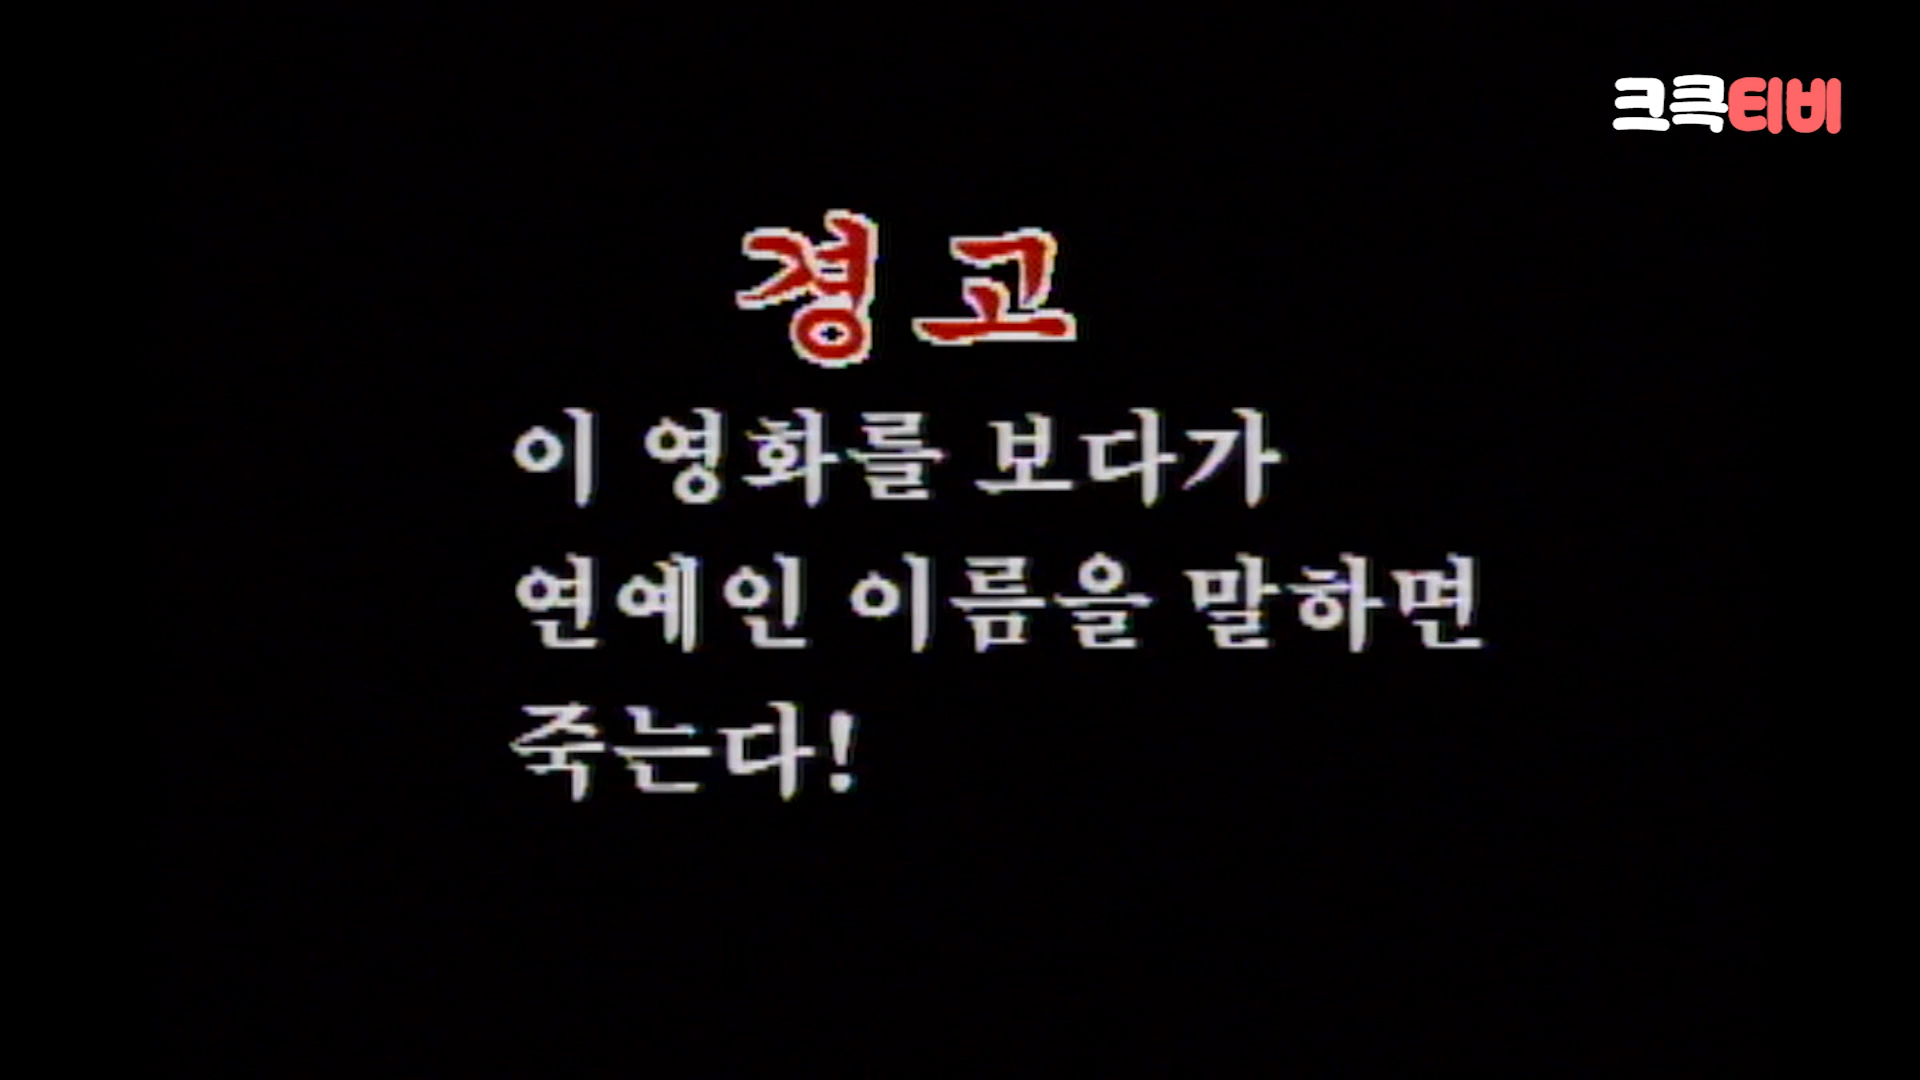 크큭티비
경고
이 영화를 보다가
연예인 이름을 말하면
죽는다!